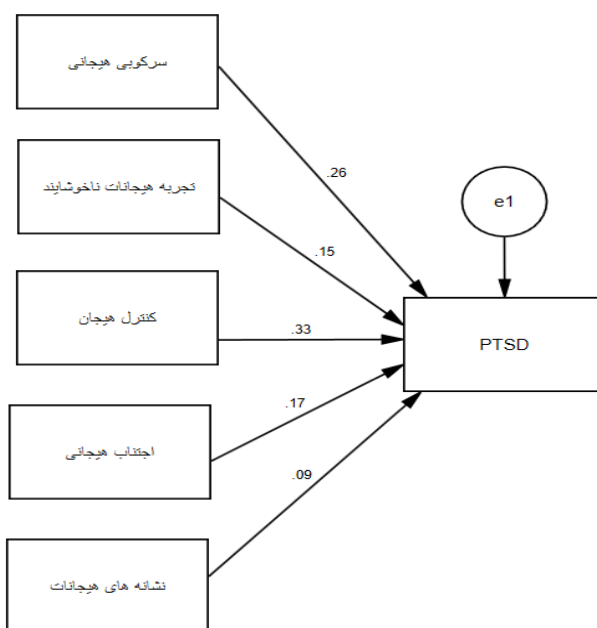 سرکوبی هیجانی
.26
تجربه هیجانات ناخوشایند
e1
.15
کنترل هیجان
.33
PTSD
.17
اجتناب هیجانی
.09
نشانه های هیجانات